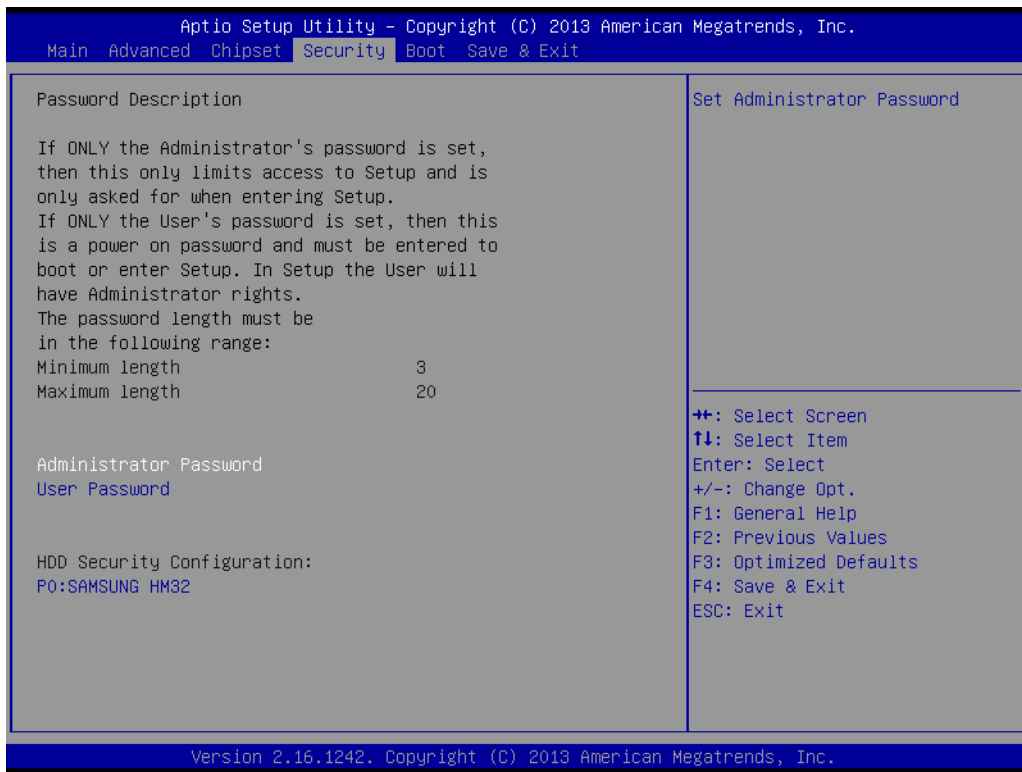 Aptio Setup Utility – Copyright (C) 2013 American Megatrends, Inc.
Main Advanced Chipset Security Boot Save & Exit
Password Description
If ONLY the Administrator's password is set,
then this only limits access to Setup and is
only asked for when entering Setup.
If ONLY the User's password is set, then this
is a power on password and must be entered to
boot or enter Setup. In Setup the User will
have Administrator rights.
The password length must be
in the following range:
Minimum length 3
Maximum length 20
Administrator Password
User Password
HDD Security Configuration:
P0:SAMSUNG HM32
Set Administrator Password
→←: Select Screen
↑↓: Select Item
Enter: Select
+/-: Change Opt.
F1: General Help
F2: Previous Values
F3: Optimized Defaults
F4: Save & Exit
ESC: Exit
Version 2.16.1242. Copyright (C) 2013 American Megatrends, Inc.